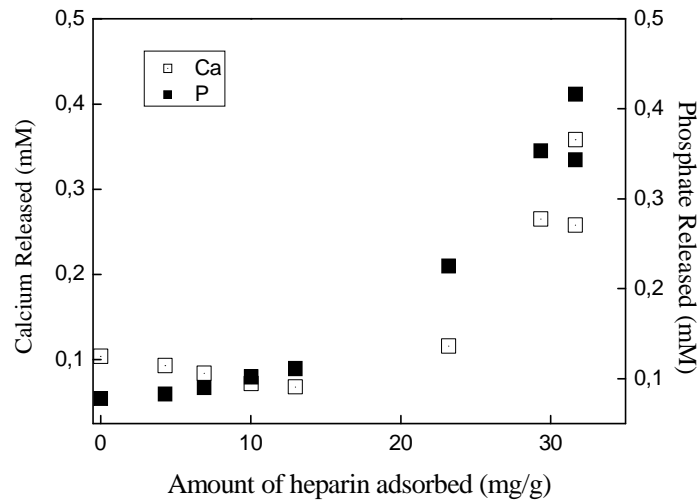 0,5
0,4
0,3
0,2
0,1
Calcium Released (mM)
Ca
P
0,5
0,4
0,3
0,2
0,1
Phosphate Released (mM)
0
10
20
30
Amount of heparin adsorbed (mg/g)